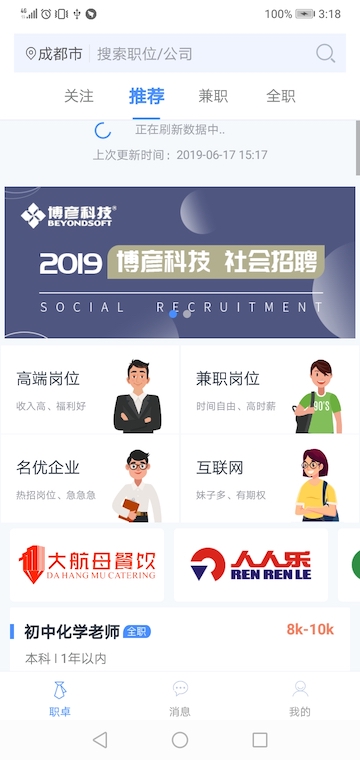 4G 100% 3:18
成都市 搜索职位/公司
关注 推荐 兼职 全职
正在刷新数据中..
上次更新时间：2019-06-17 15:17
博彦科技®
BEYONDSOFT
2019 博彦科技 社会招聘
SOCIAL RECRUITMENT
高端岗位
收入高、福利好
兼职岗位
时间自由、高时薪
90'S
名优企业
热招岗位、急急急
互联网
妹子多、有期权
大航母餐饮
DA HANG MU CATERING
人人乐
REN REN LE
初中化学老师 全职 8k-10k
本科 | 1年以内
职卓 消息 我的